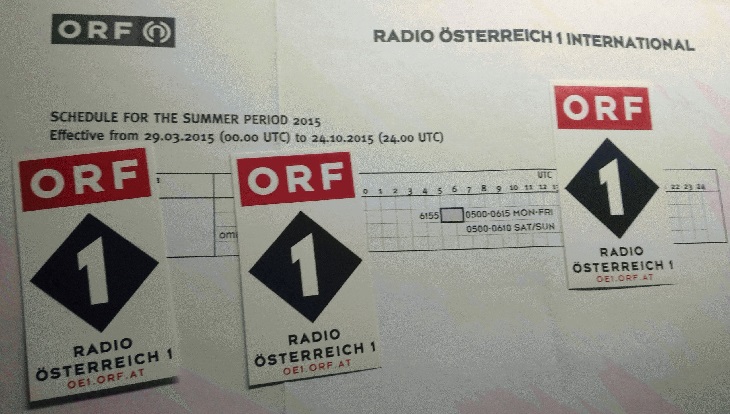 ORF
RADIO ÖSTERREICH 1 INTERNATIONAL
SCHEDULE FOR THE SUMMER PERIOD 2015
Effective from 29.03.2015 (00.00 UTC) to 24.10.2015 (24.00 UTC)
UTC
0 1 2 3 4 5 6 7 8 9 10 11 12 22 23 24
6155 0500-0615 MON-FRI
omi 0500-0610 SAT/SUN
ORF
1
RADIO
ÖSTERREICH 1
OE1.ORF.AT
ORF
1
RADIO
ÖSTERREICH 1
OE1.ORF.AT
ORF
1
RADIO
ÖSTERREICH 1
OE1.ORF.AT